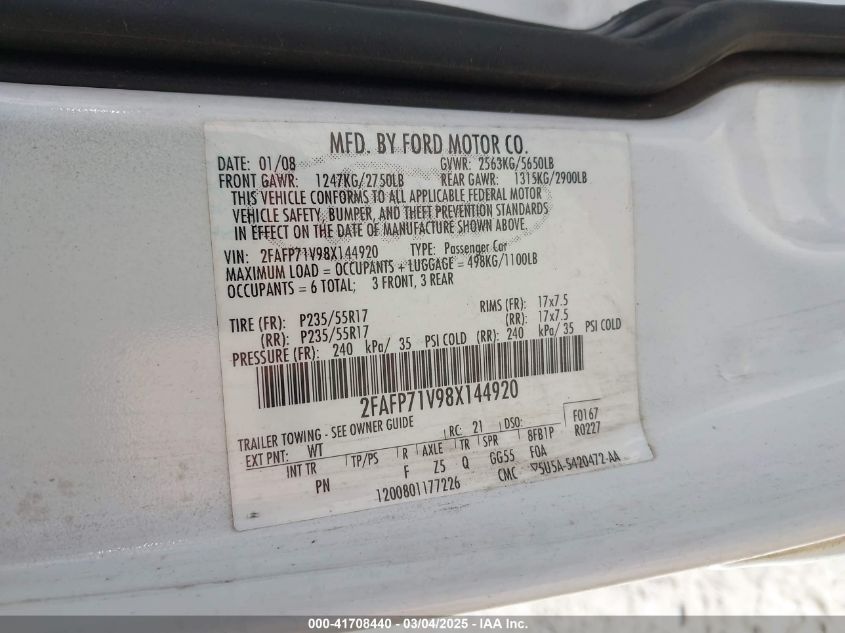 MFD. BY FORD MOTOR CO.
DATE: 01/08 GVWR: 2563KG/5650LB
FRONT GAWR: 1247KG/2750LB REAR GAWR: 1315KG/2900LB
THIS VEHICLE CONFORMS TO ALL APPLICABLE FEDERAL MOTOR
VEHICLE SAFETY, BUMPER, AND THEFT PREVENTION STANDARDS
IN EFFECT ON THE DATE OF MANUFACTURE SHOWN ABOVE.
VIN: 2FAFP71V98X144920 TYPE: Passenger Car
MAXIMUM LOAD = OCCUPANTS + LUGGAGE = 498KG/1100LB
OCCUPANTS = 6 TOTAL; 3 FRONT, 3 REAR
TIRE (FR): P235/55R17 RIMS (FR): 17x7.5
(RR): P235/55R17 (RR): 17x7.5
PRESSURE (FR): 240 kPa/ 35 PSI COLD (RR): 240 kPa/ 35 PSI COLD
2FAFP71V98X144920
TRAILER TOWING - SEE OWNER GUIDE RC: 21 DSO: F0167
EXT PNT: WT 8FB1P R0227
INT TR TP/PS R AXLE TR SPR FOA
PN F Z5 Q GG55
1200801177226 CMC ▽5U5A-5420472-AA
000-41708440 - 03/04/2025 - IAAI.com